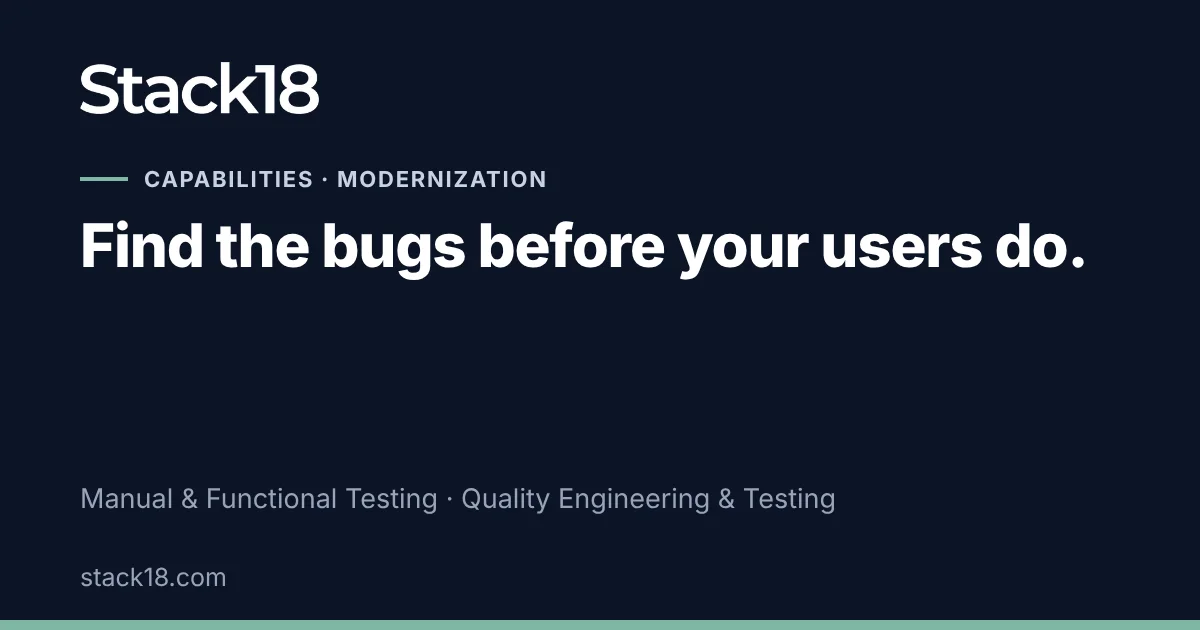 Stack18
CAPABILITIES · MODERNIZATION
Find the bugs before your users do.
Manual & Functional Testing · Quality Engineering & Testing
stack18.com